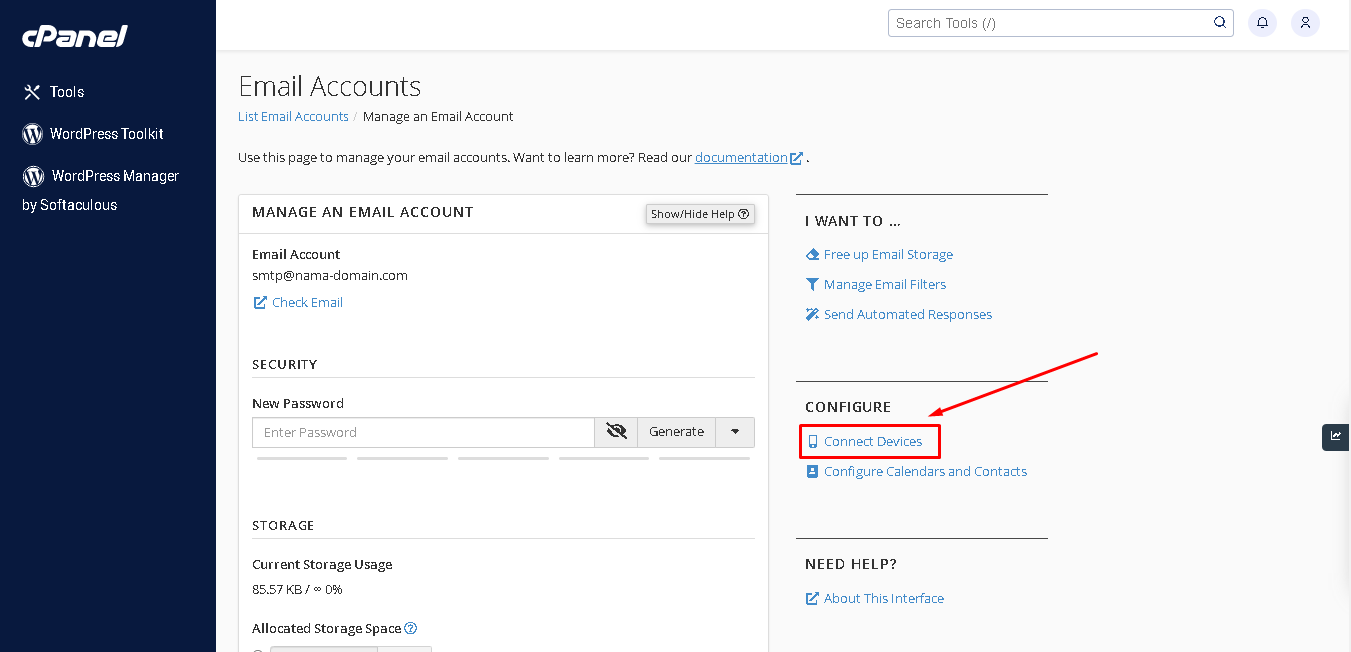 cPanel
Search Tools (/)
Tools
WordPress Toolkit
WordPress Manager
by Softaculous
Email Accounts
List Email Accounts / Manage an Email Account
Use this page to manage your email accounts. Want to learn more? Read our documentation .
MANAGE AN EMAIL ACCOUNT
Show/Hide Help
Email Account
smtp@nama-domain.com
Check Email
SECURITY
New Password
Enter Password
Generate
STORAGE
Current Storage Usage
85.57 KB / ∞ 0%
Allocated Storage Space
I WANT TO ...
Free up Email Storage
Manage Email Filters
Send Automated Responses
CONFIGURE
Connect Devices
Configure Calendars and Contacts
NEED HELP?
About This Interface